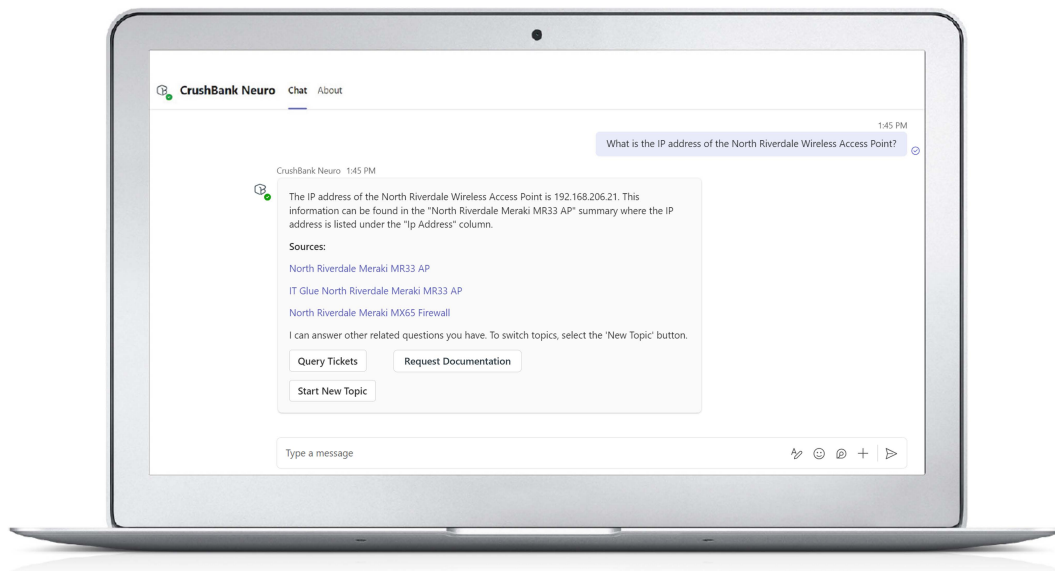 CrushBank Neuro Chat About
1:45 PM
What is the IP address of the North Riverdale Wireless Access Point?
CrushBank Neuro 1:45 PM
The IP address of the North Riverdale Wireless Access Point is 192.168.206.21. This
information can be found in the "North Riverdale Meraki MR33 AP" summary where the IP
address is listed under the "Ip Address" column.
Sources:
North Riverdale Meraki MR33 AP
IT Glue North Riverdale Meraki MR33 AP
North Riverdale Meraki MX65 Firewall
I can answer other related questions you have. To switch topics, select the 'New Topic' button.
Query Tickets Request Documentation
Start New Topic
Type a message